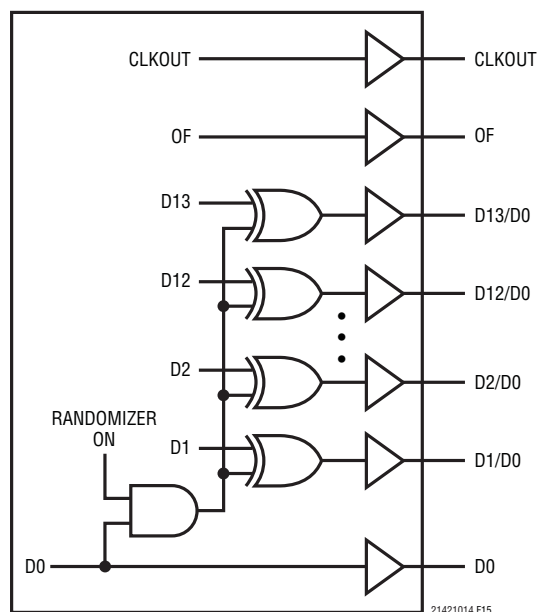 CLKOUT CLKOUT
OF OF
D13 D13/D0
D12 D12/D0
D2 D2/D0
RANDOMIZER
ON
D1 D1/D0
D0 D0
21421014 F15